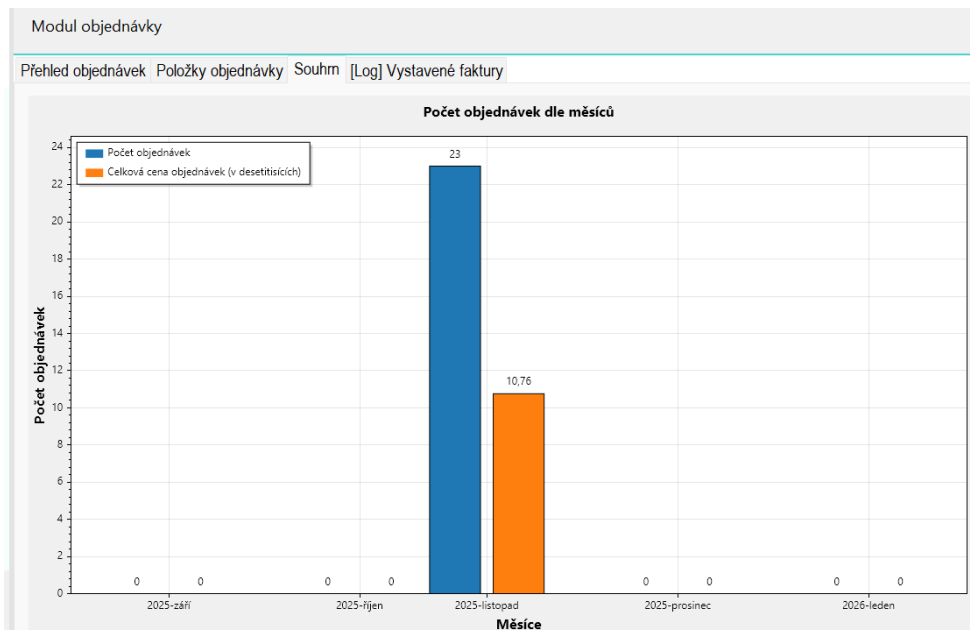 Modul objednávky
Přehled objednávek Položky objednávky Souhrn [Log] Vystavené faktury
Počet objednávek dle měsíců
Počet objednávek
Celková cena objednávek (v desetitisících)
24
22
20
18
16
14
12
10
8
6
4
2
0
Počet objednávek
0 0 0 0 23 10,76 0 0 0 0
2025-září 2025-říjen 2025-listopad 2025-prosinec 2026-leden
Měsíce